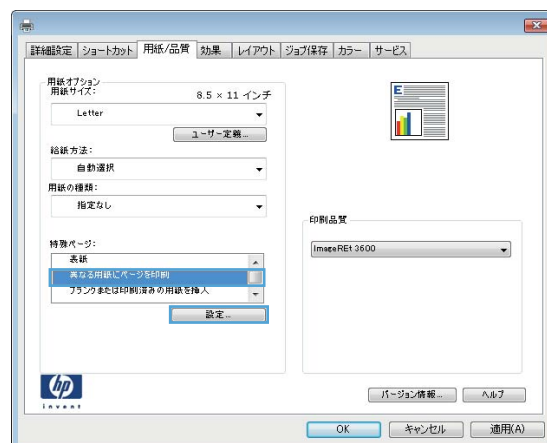 詳細設定 ショートカット 用紙/品質 効果 レイアウト ジョブ保存 カラー サービス
用紙オプション
用紙サイズ: 8.5 × 11 インチ
Letter
ユーザー定義...
給紙方法:
自動選択
用紙の種類:
指定なし
特殊ページ:
表紙
異なる用紙にページを印刷
ブランクまたは印刷済みの用紙を挿入
設定...
E
印刷品質
ImageREt 3600
hp
invent
バージョン情報... ヘルプ
OK キャンセル 適用(A)